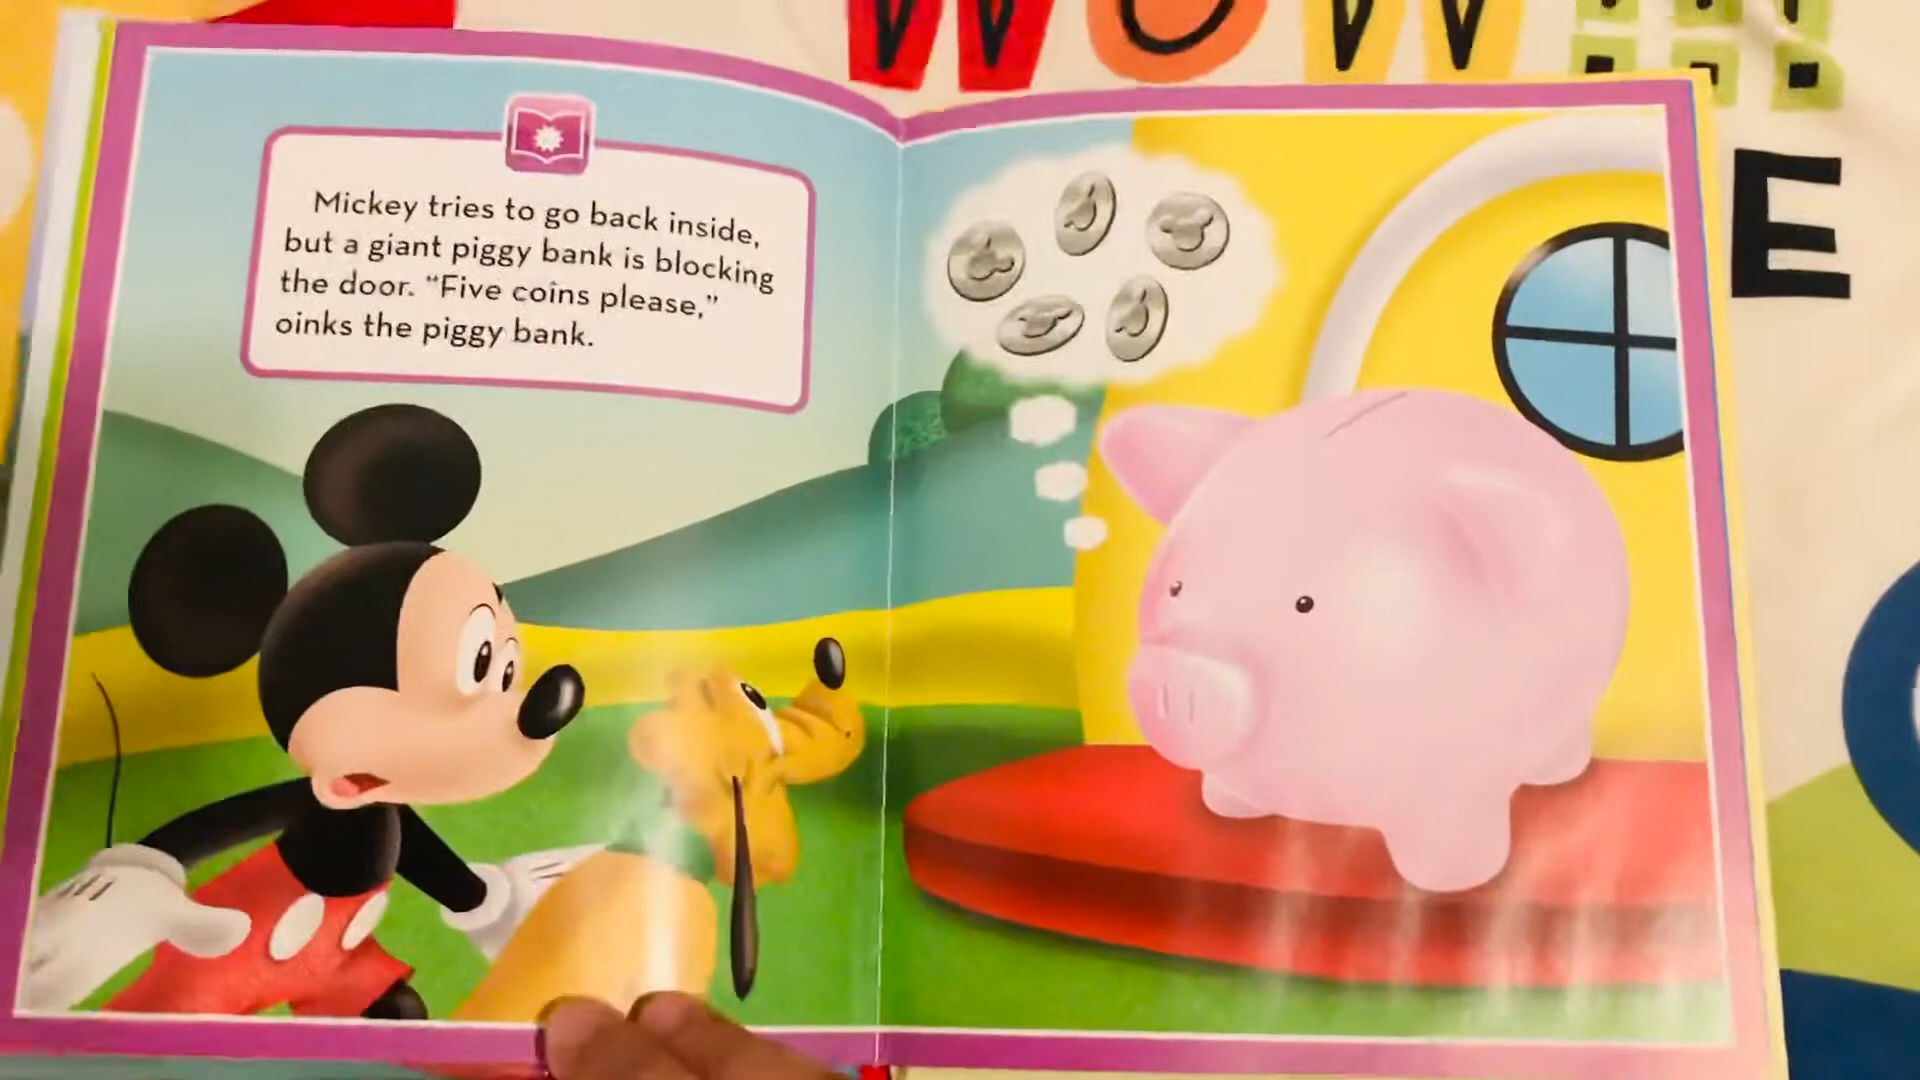 WOW
E
Mickey tries to go back inside,
but a giant piggy bank is blocking
the door. “Five coins please,”
oinks the piggy bank.